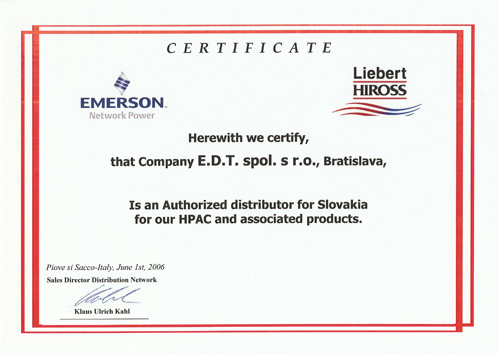 CERTIFICATE
EMERSON.
Network Power
Liebert
HIROSS
Herewith we certify,
that Company E.D.T. spol. s r.o., Bratislava,
Is an Authorized distributor for Slovakia
for our HPAC and associated products.
Piove si Sacco-Italy, June 1st, 2006
Sales Director Distribution Network
Klaus Ulrich Kahl